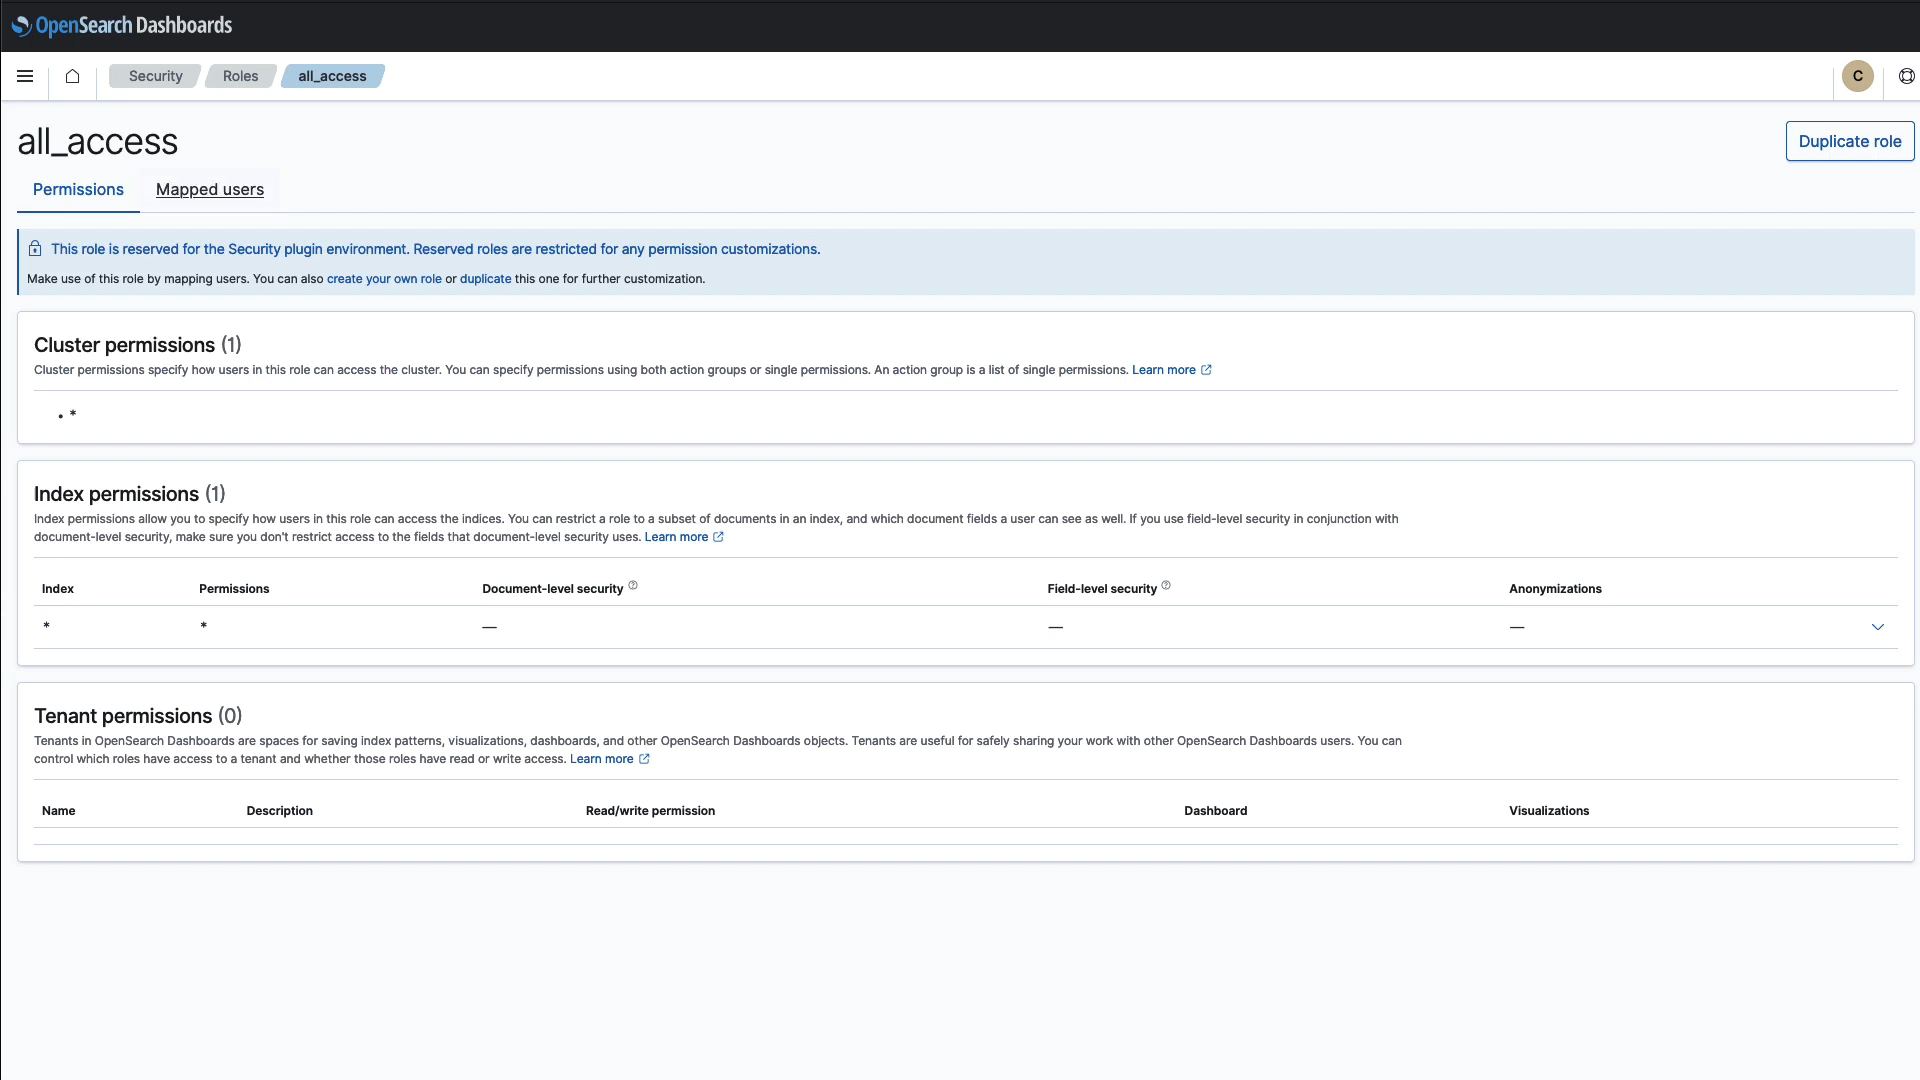 OpenSearch Dashboards
Security
Roles
all_access
C
all_access
Duplicate role
Permissions
Mapped users
This role is reserved for the Security plugin environment. Reserved roles are restricted for any permission customizations.
Make use of this role by mapping users. You can also create your own role or duplicate this one for further customization.
Cluster permissions (1)
Cluster permissions specify how users in this role can access the cluster. You can specify permissions using both action groups or single permissions. An action group is a list of single permissions. Learn more
• *
Index permissions (1)
Index permissions allow you to specify how users in this role can access the indices. You can restrict a role to a subset of documents in an index, and which document fields a user can see as well. If you use field-level security in conjunction with
document-level security, make sure you don't restrict access to the fields that document-level security uses. Learn more
Index Permissions Document-level security Field-level security Anonymizations
* * — — —
Tenant permissions (0)
Tenants in OpenSearch Dashboards are spaces for saving index patterns, visualizations, dashboards, and other OpenSearch Dashboards objects. Tenants are useful for safely sharing your work with other OpenSearch Dashboards users. You can
control which roles have access to a tenant and whether those roles have read or write access. Learn more
Name Description Read/write permission Dashboard Visualizations